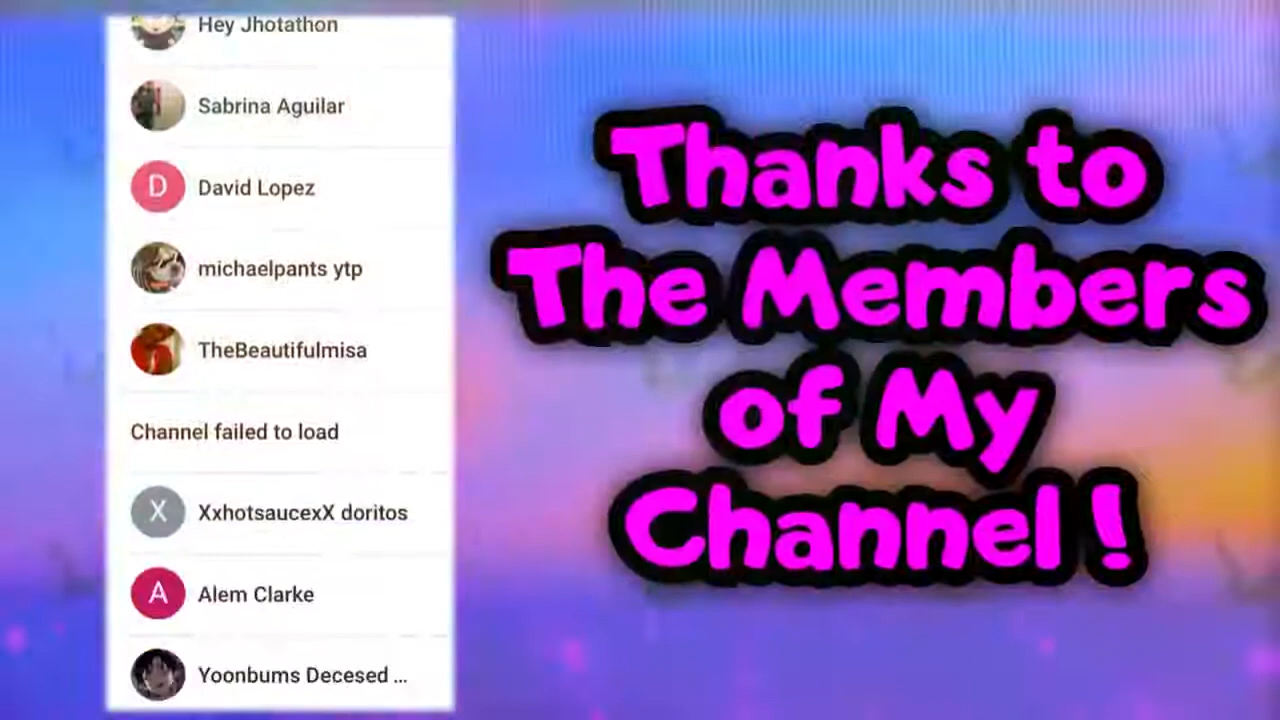 Hey Jhotathon
Sabrina Aguilar
D David Lopez
michaelpants ytp
TheBeautifulmisa
Channel failed to load
X XxhotsaucexX doritos
A Alem Clarke
Yoonbums Decesed ...
Thanks to
The Members
of My
Channel !